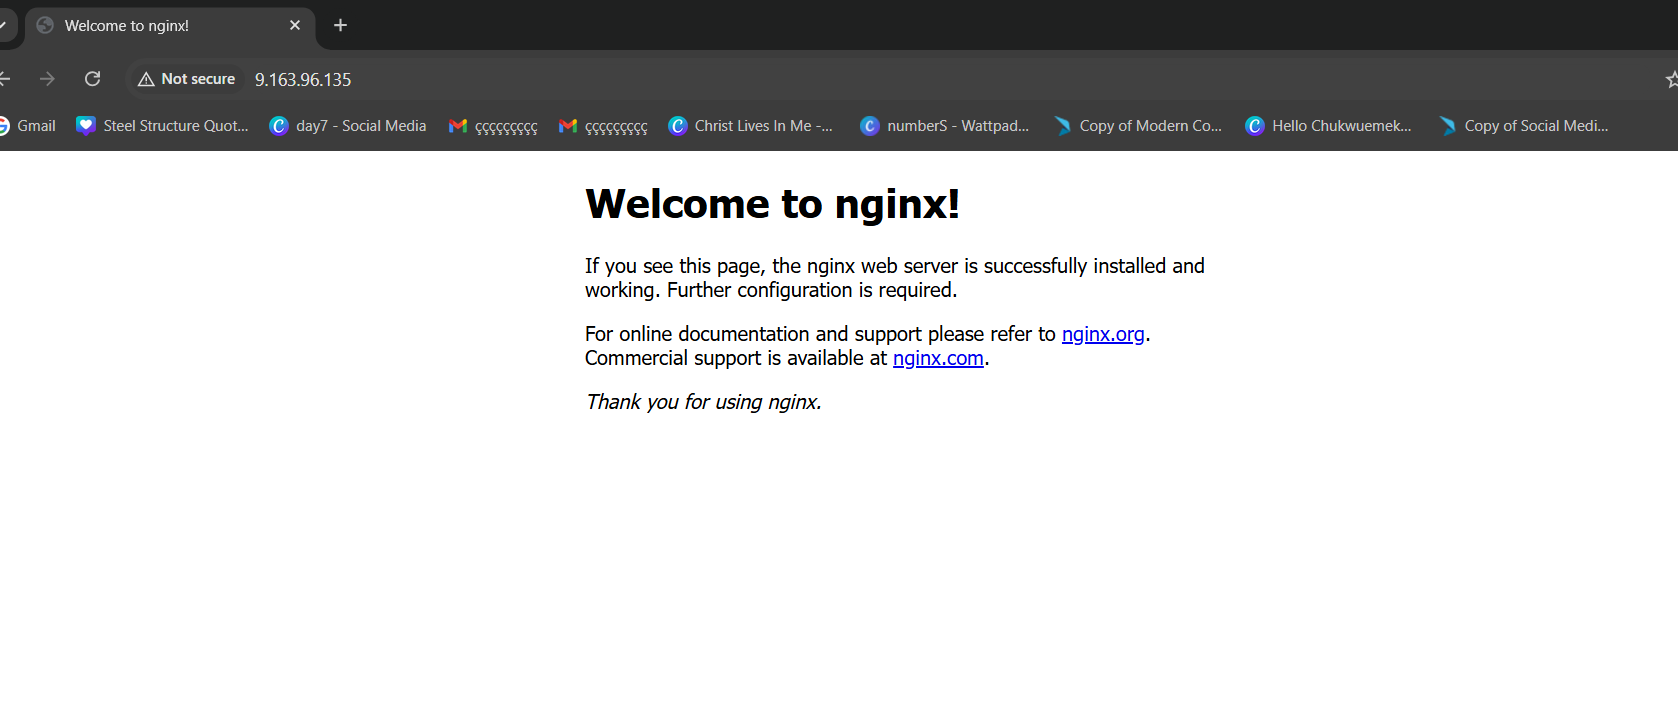 Welcome to nginx!
Not secure 9.163.96.135
Gmail Steel Structure Quot... day7 - Social Media ççççççççç ççççççççç Christ Lives In Me -... numberS - Wattpad... Copy of Modern Co... Hello Chukwuemek... Copy of Social Medi...
Welcome to nginx!
If you see this page, the nginx web server is successfully installed and
working. Further configuration is required.
For online documentation and support please refer to nginx.org.
Commercial support is available at nginx.com.
Thank you for using nginx.